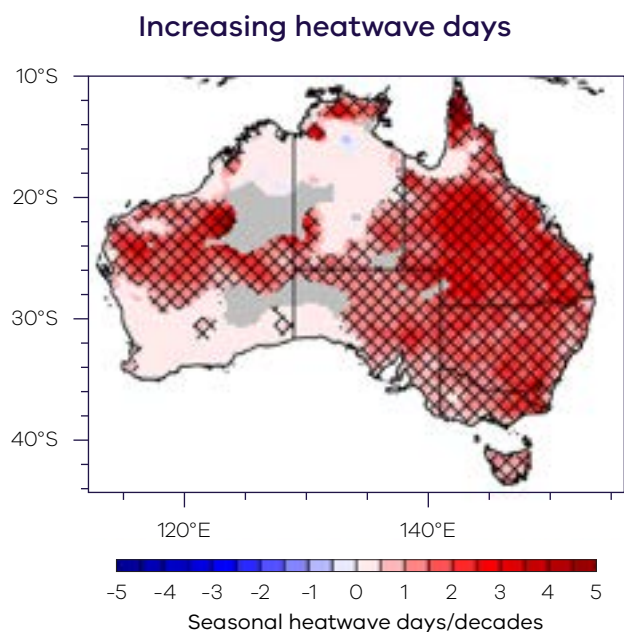 Increasing heatwave days
10°S
20°S
30°S
40°S
120°E 140°E
-5 -4 -3 -2 -1 0 1 2 3 4 5
Seasonal heatwave days/decades